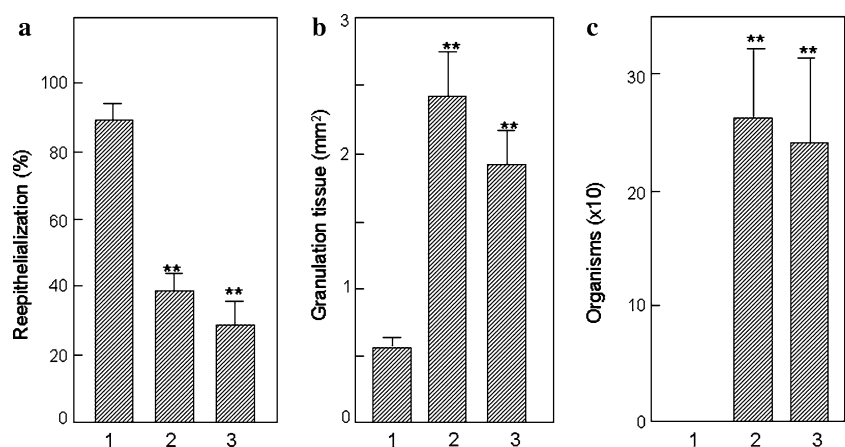 a
Reepithelialization (%)
100
80
60
40
20
0
**
**
1 2 3
b
Granulation tissue (mm²)
3
2
1
0
**
**
1 2 3
c
Organisms (x10)
30
20
10
0
**
**
1 2 3